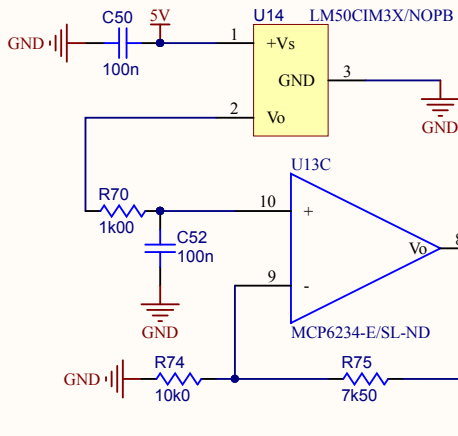 C50
5V
U14
LM50CIM3X/NOPB
GND
100n
1
+Vs
GND
3
2
Vo
GND
R70
1k00
C52
100n
GND
U13C
10
+
9
-
Vo
8
MCP6234-E/SL-ND
R74
GND
10k0
R75
7k50